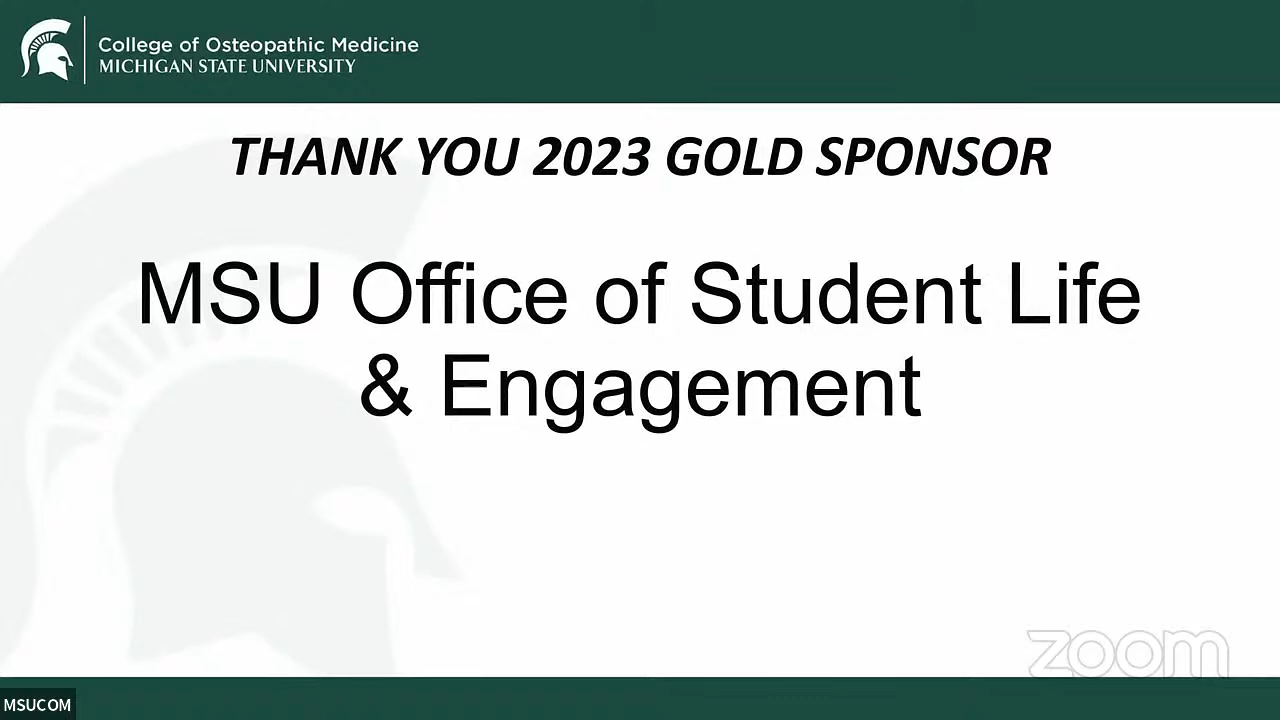 College of Osteopathic Medicine
MICHIGAN STATE UNIVERSITY
THANK YOU 2023 GOLD SPONSOR
MSU Office of Student Life
& Engagement
zoom
MSUCOM